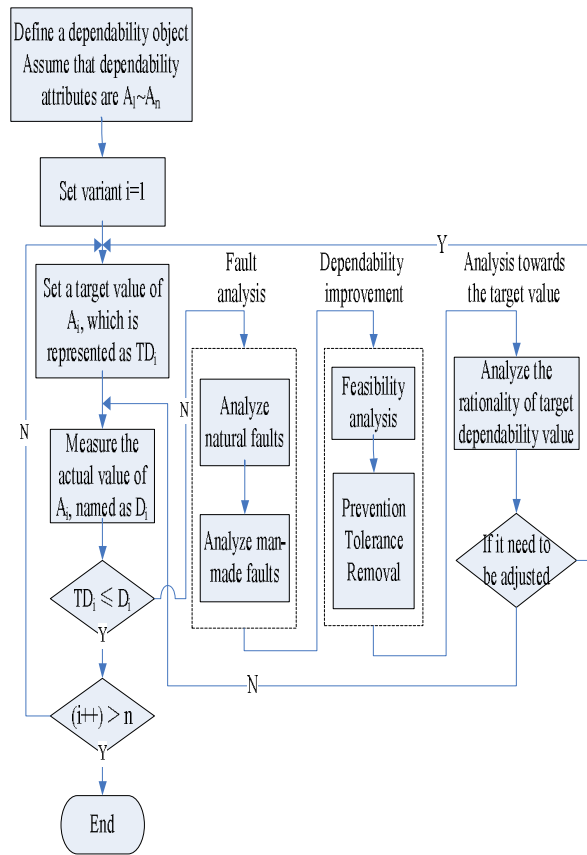 Define a dependability object
Assume that dependability
attributes are A₁~Aₙ
Set variant i=1
Set a target value of
Aᵢ, which is
represented as TDᵢ
Measure the
actual value of
Aᵢ, named as Dᵢ
TDᵢ ≤ Dᵢ
Y
(i++) > n
Y
End
N
N
Fault
analysis
Analyze
natural faults
Analyze man-
made faults
Dependability
improvement
Feasibility
analysis
Prevention
Tolerance
Removal
Y
Analysis towards
the target value
Analyze the
rationality of target
dependability value
If it need to
be adjusted
N